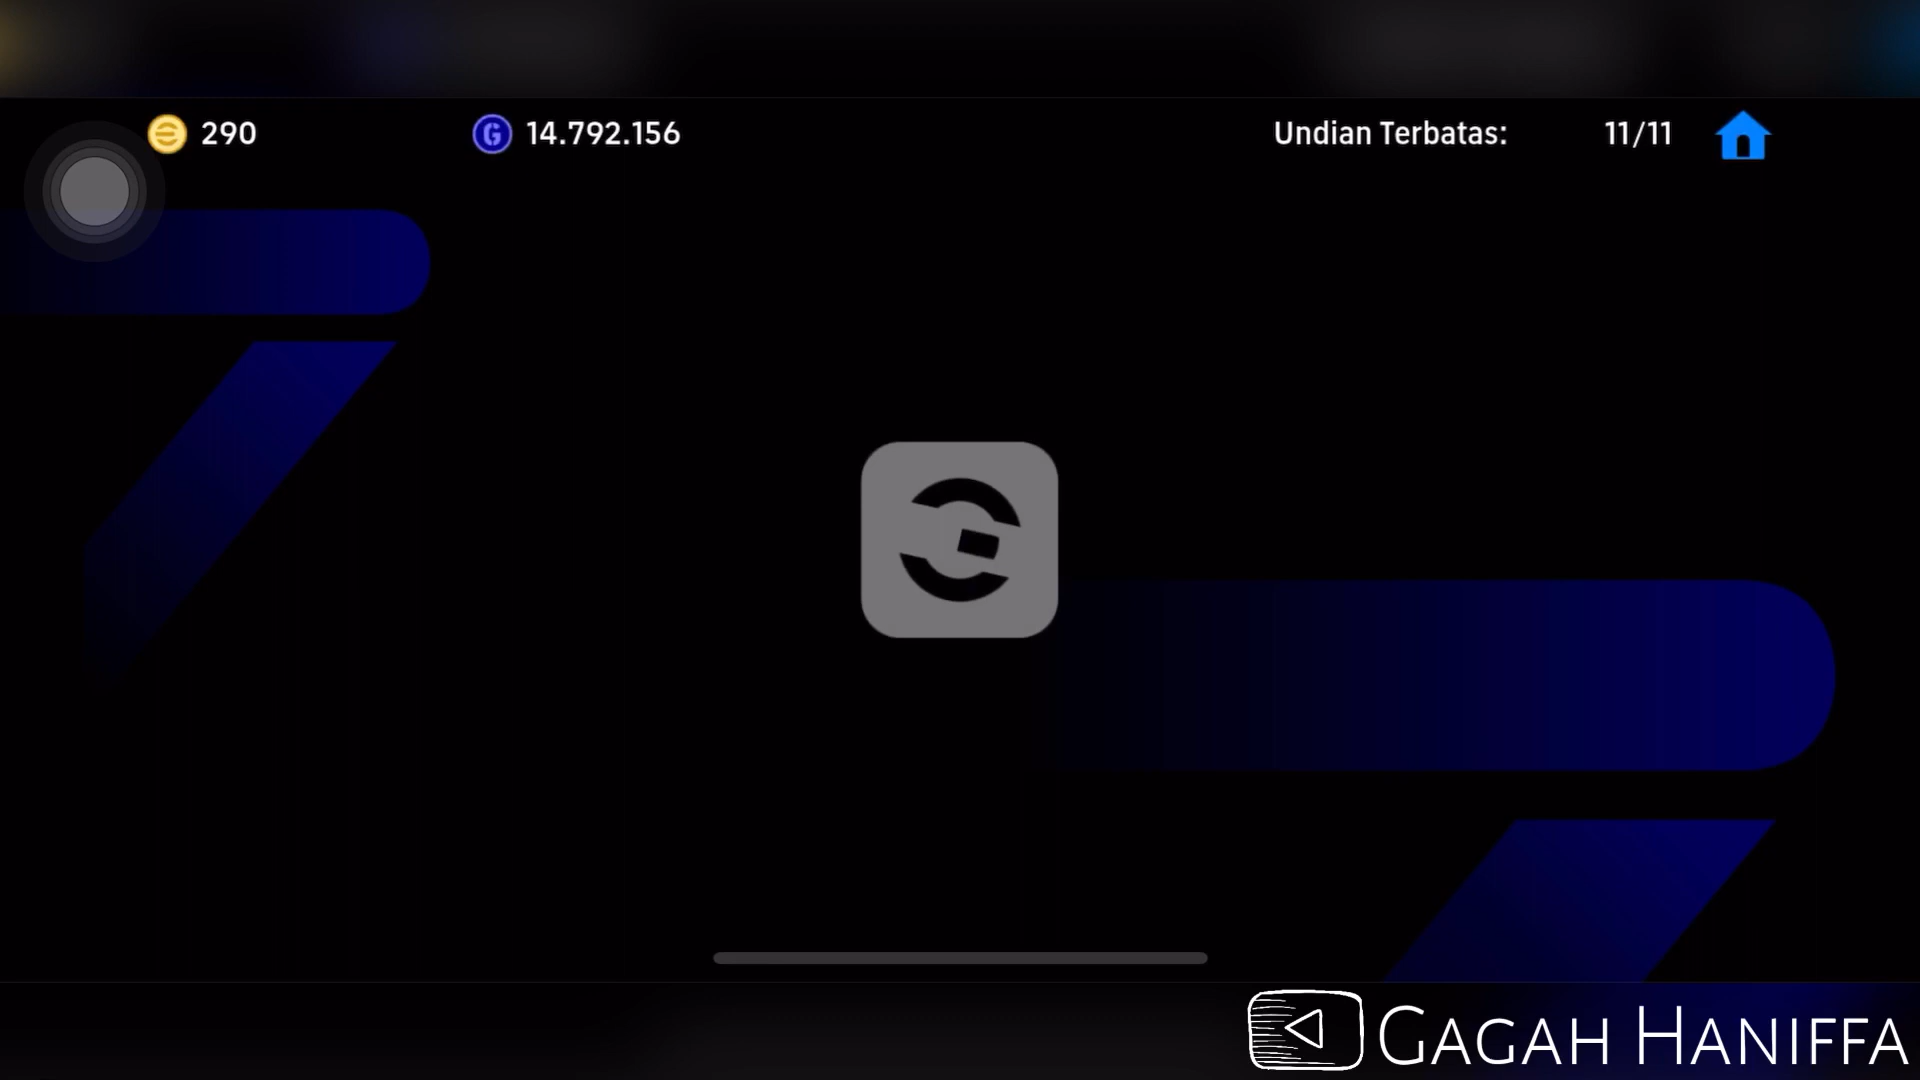 290
14.792.156
Undian Terbatas:
11/11
GAGAH HANIFFA